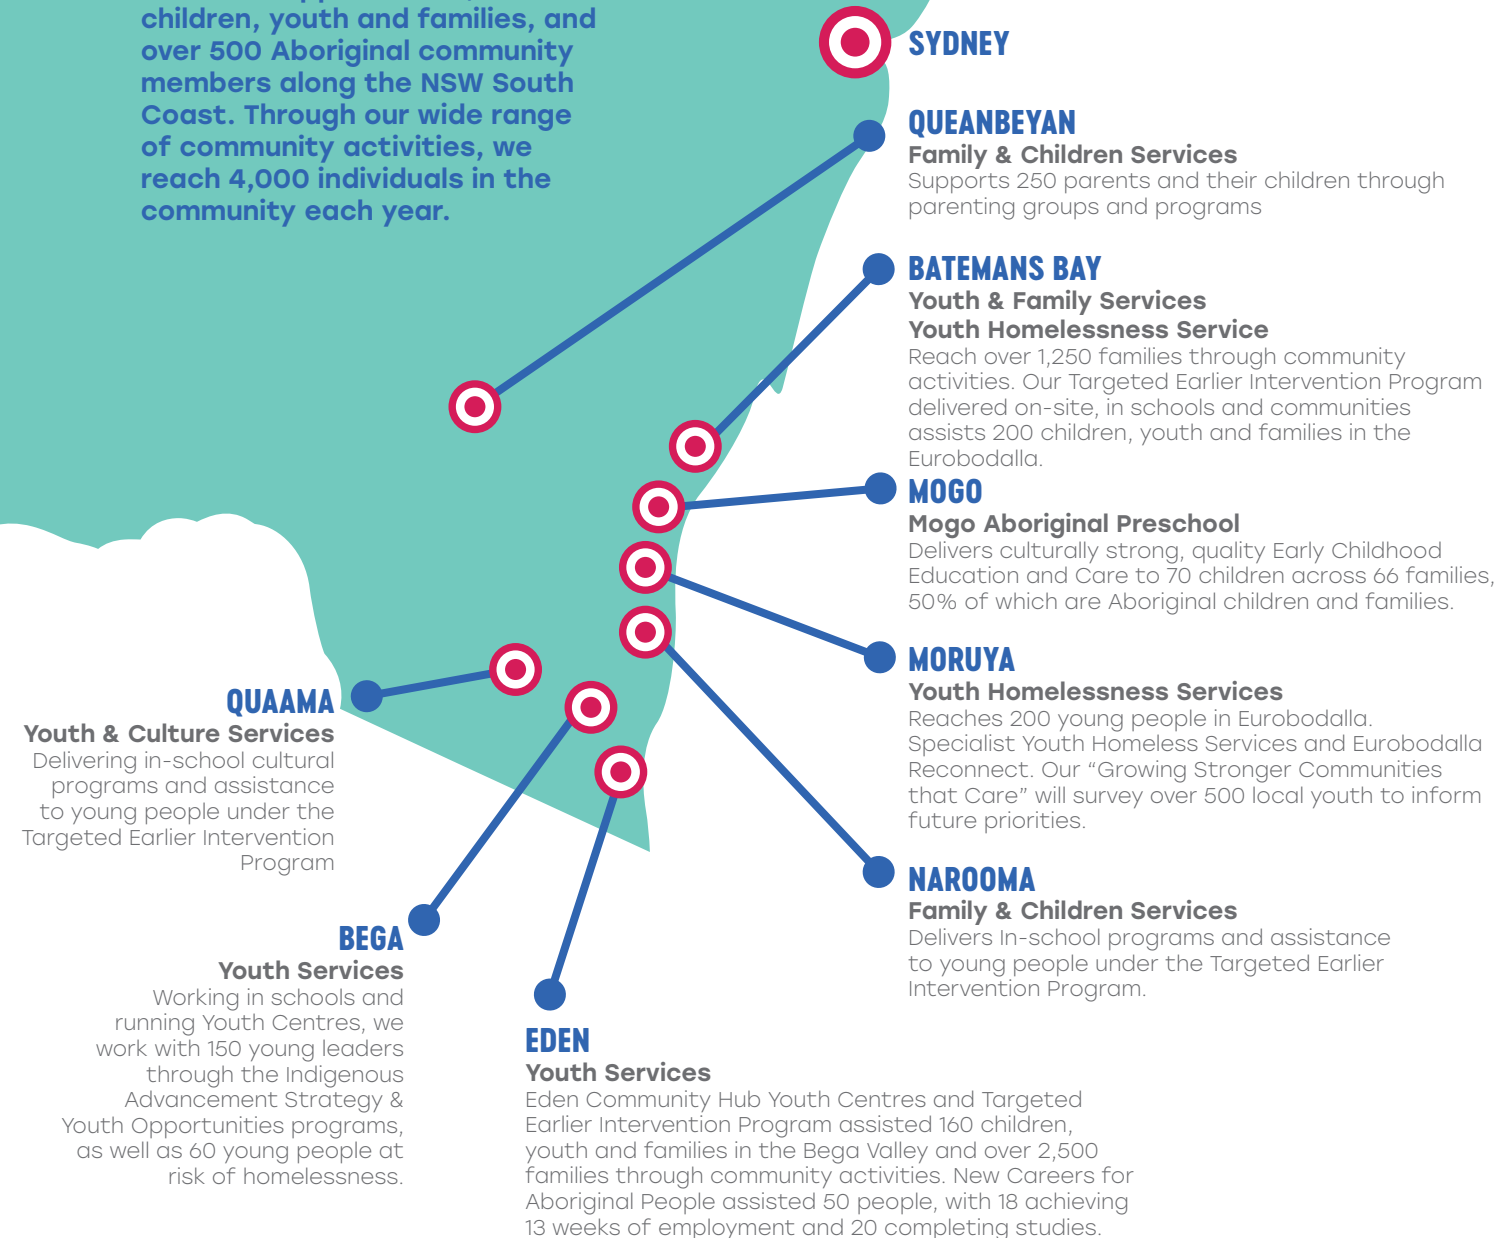 children, youth and families, and
over 500 Aboriginal community
members along the NSW South
Coast. Through our wide range
of community activities, we
reach 4,000 individuals in the
community each year.
SYDNEY
QUEANBEYAN
Family & Children Services
Supports 250 parents and their children through
parenting groups and programs
BATEMANS BAY
Youth & Family Services
Youth Homelessness Service
Reach over 1,250 families through community
activities. Our Targeted Earlier Intervention Program
delivered on-site, in schools and communities
assists 200 children, youth and families in the
Eurobodalla.
MOGO
Mogo Aboriginal Preschool
Delivers culturally strong, quality Early Childhood
Education and Care to 70 children across 66 families,
50% of which are Aboriginal children and families.
MORUYA
Youth Homelessness Services
Reaches 200 young people in Eurobodalla.
Specialist Youth Homeless Services and Eurobodalla
Reconnect. Our “Growing Stronger Communities
that Care” will survey over 500 local youth to inform
future priorities.
NAROOMA
Family & Children Services
Delivers In-school programs and assistance
to young people under the Targeted Earlier
Intervention Program.
QUAAMA
Youth & Culture Services
Delivering in-school cultural
programs and assistance
to young people under the
Targeted Earlier Intervention
Program
BEGA
Youth Services
Working in schools and
running Youth Centres, we
work with 150 young leaders
through the Indigenous
Advancement Strategy &
Youth Opportunities programs,
as well as 60 young people at
risk of homelessness.
EDEN
Youth Services
Eden Community Hub Youth Centres and Targeted
Earlier Intervention Program assisted 160 children,
youth and families in the Bega Valley and over 2,500
families through community activities. New Careers for
Aboriginal People assisted 50 people, with 18 achieving
13 weeks of employment and 20 completing studies.